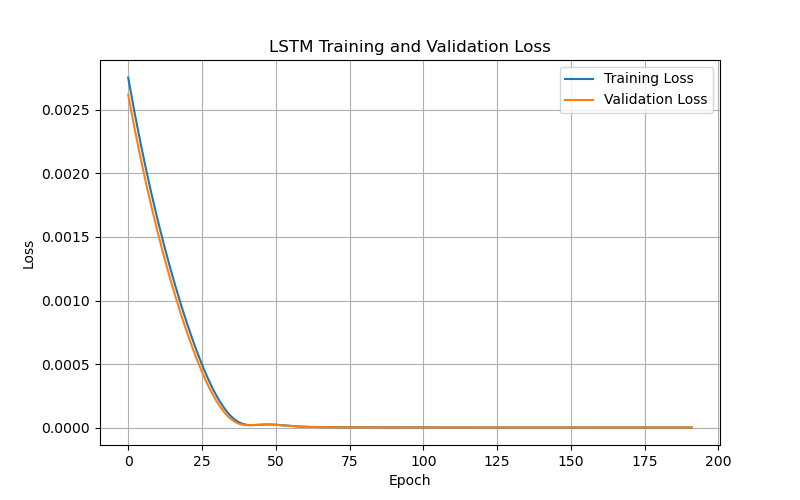 LSTM Training and Validation Loss
Training Loss
Validation Loss
0.0025
0.0020
0.0015
0.0010
0.0005
0.0000
Loss
0 25 50 75 100 125 150 175 200
Epoch